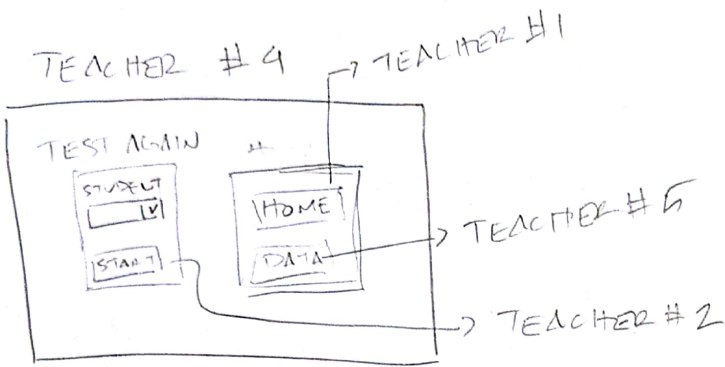 TEACHER # 4
TEACHER #1
TEST AGAIN
STUDENT
HOME
START
DATA
TEACHER # 5
TEACHER # 2